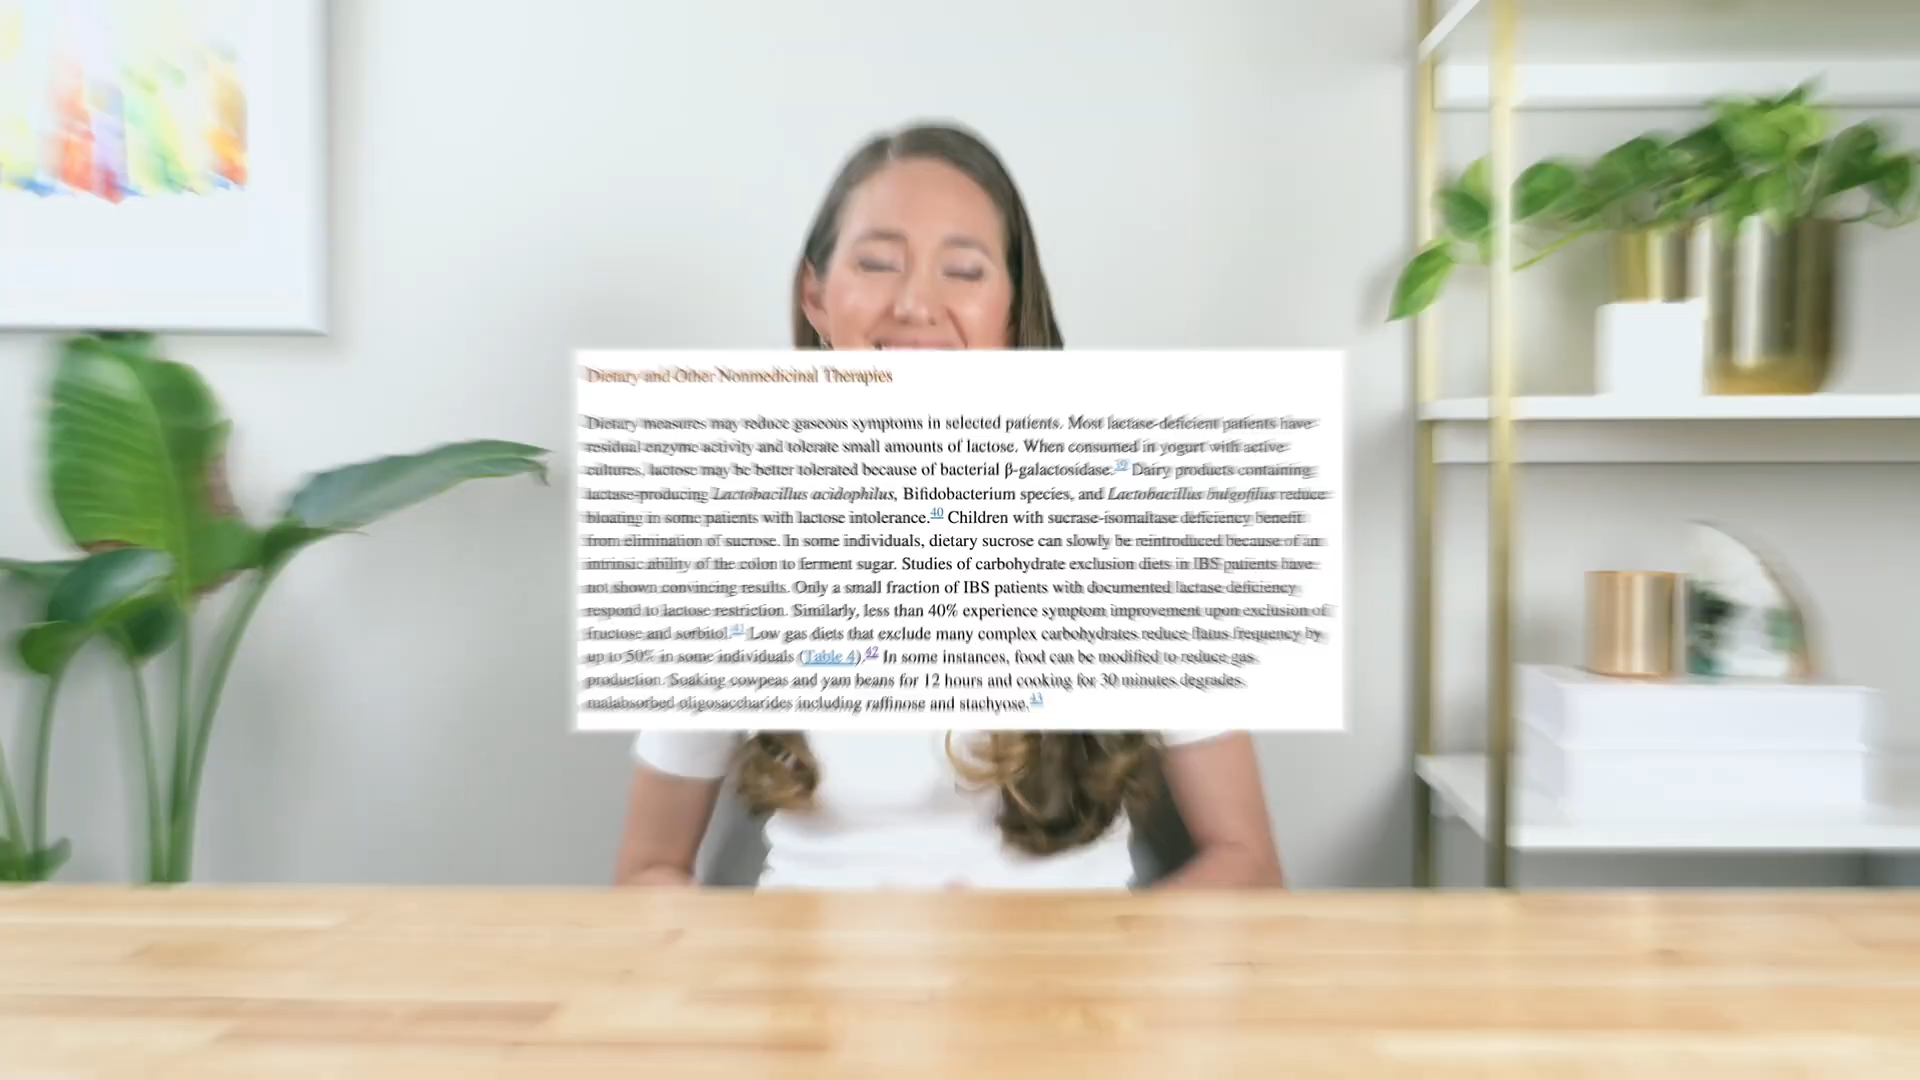 Dietary and Other Nonmedicinal Therapies
Dietary measures may reduce gaseous symptoms in selected patients. Most lactase-deficient patients have
residual enzyme activity and tolerate small amounts of lactose. When consumed in yogurt with active
cultures, lactose may be better tolerated because of bacterial β-galactosidase.39 Dairy products containing
lactase-producing Lactobacillus acidophilus, Bifidobacterium species, and Lactobacillus bulgofilus reduce
bloating in some patients with lactose intolerance.40 Children with sucrase-isomaltase deficiency benefit
from elimination of sucrose. In some individuals, dietary sucrose can slowly be reintroduced because of an
intrinsic ability of the colon to ferment sugar. Studies of carbohydrate exclusion diets in IBS patients have
not shown convincing results. Only a small fraction of IBS patients with documented lactase deficiency
respond to lactose restriction. Similarly, less than 40% experience symptom improvement upon exclusion of
fructose and sorbitol.41 Low gas diets that exclude many complex carbohydrates reduce flatus frequency by
up to 50% in some individuals (Table 4).42 In some instances, food can be modified to reduce gas
production. Soaking cowpeas and yam beans for 12 hours and cooking for 30 minutes degrades
malabsorbed oligosaccharides including raffinose and stachyose.43